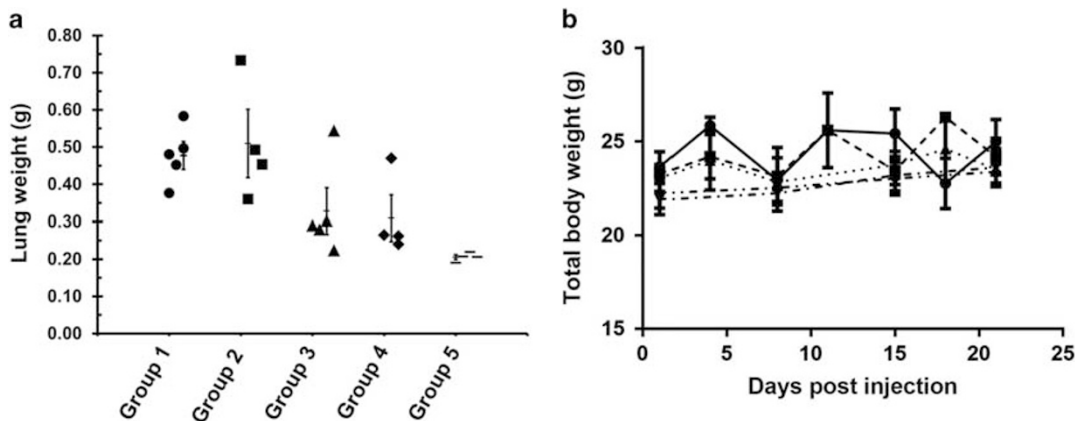 a
Lung weight (g)
0.80
0.70
0.60
0.50
0.40
0.30
0.20
0.10
0.00
Group 1
Group 2
Group 3
Group 4
Group 5
b
Total body weight (g)
30
25
20
15
0
5
10
15
20
25
Days post injection